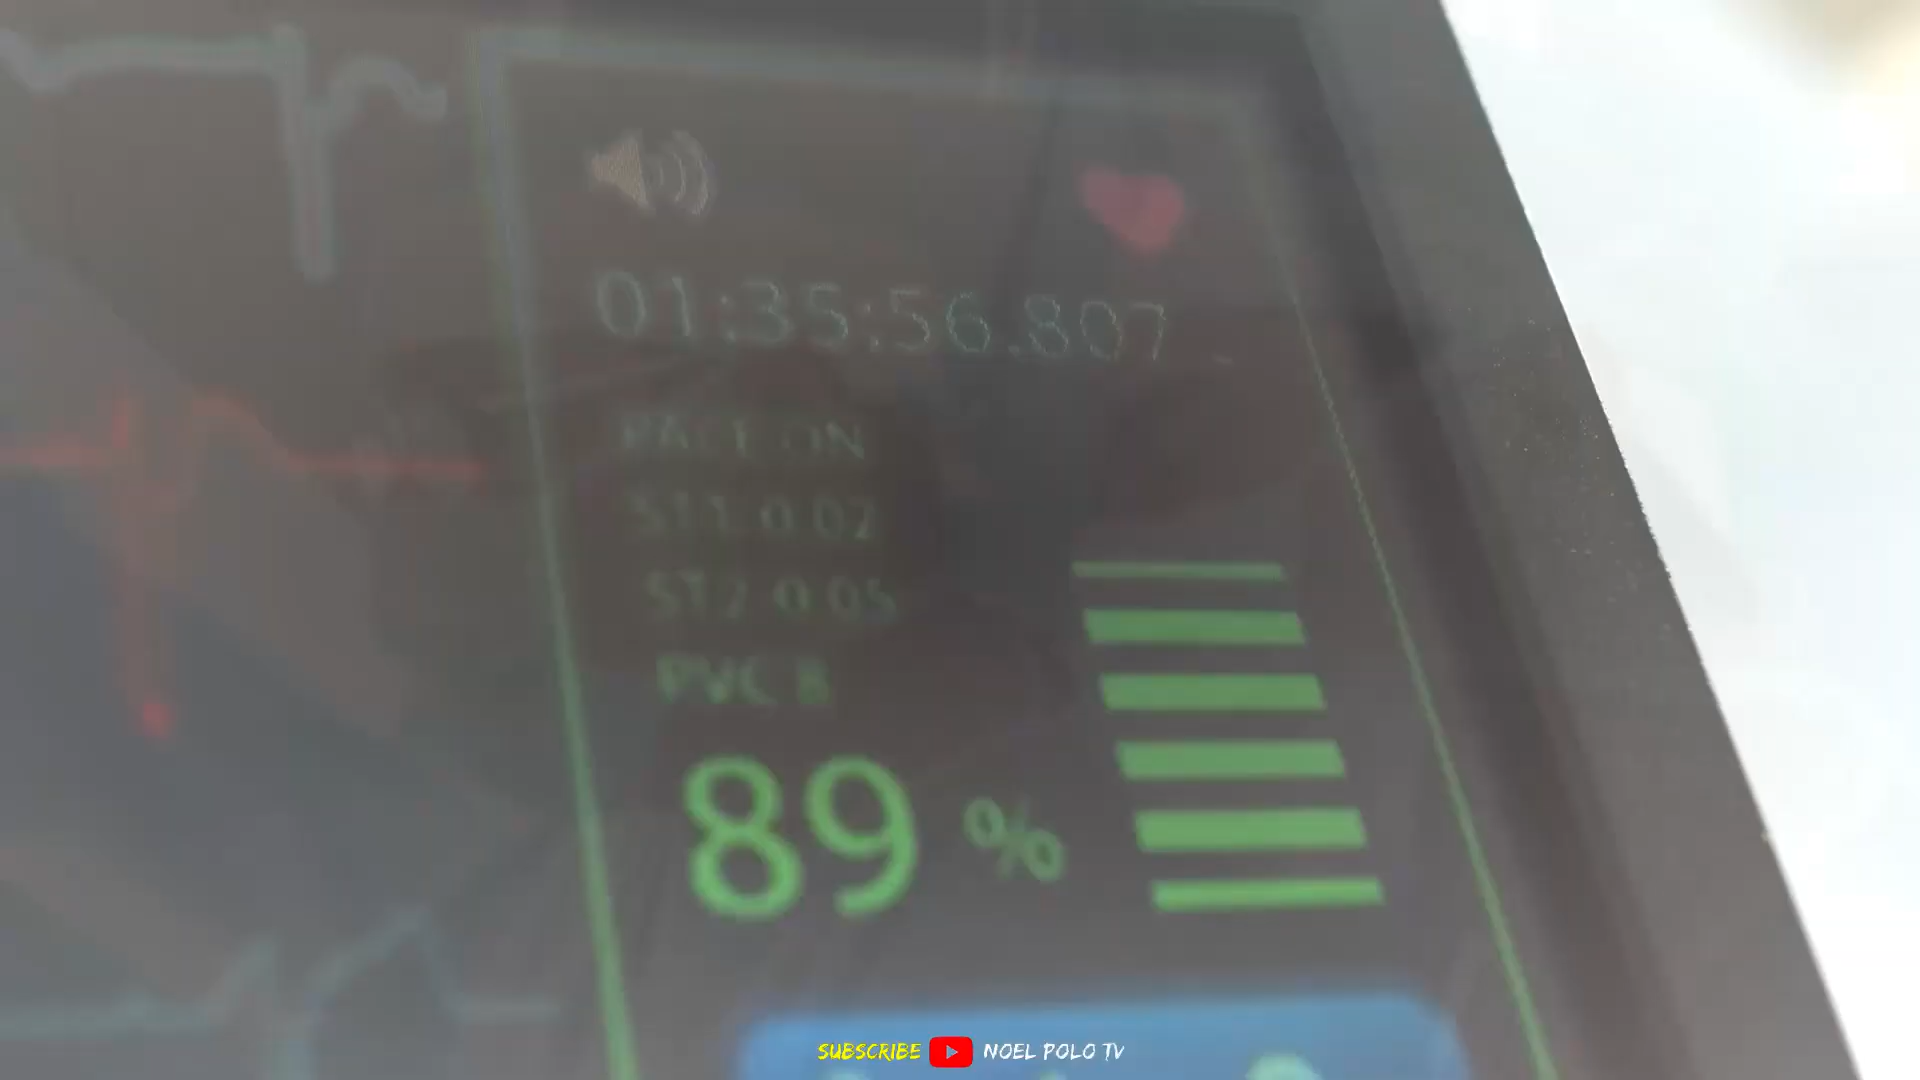 01:35:56.807
PACE ON
ST1 0.02
ST2 0.05
PVC 8
89 %
SUBSCRIBE NOEL POLO TV